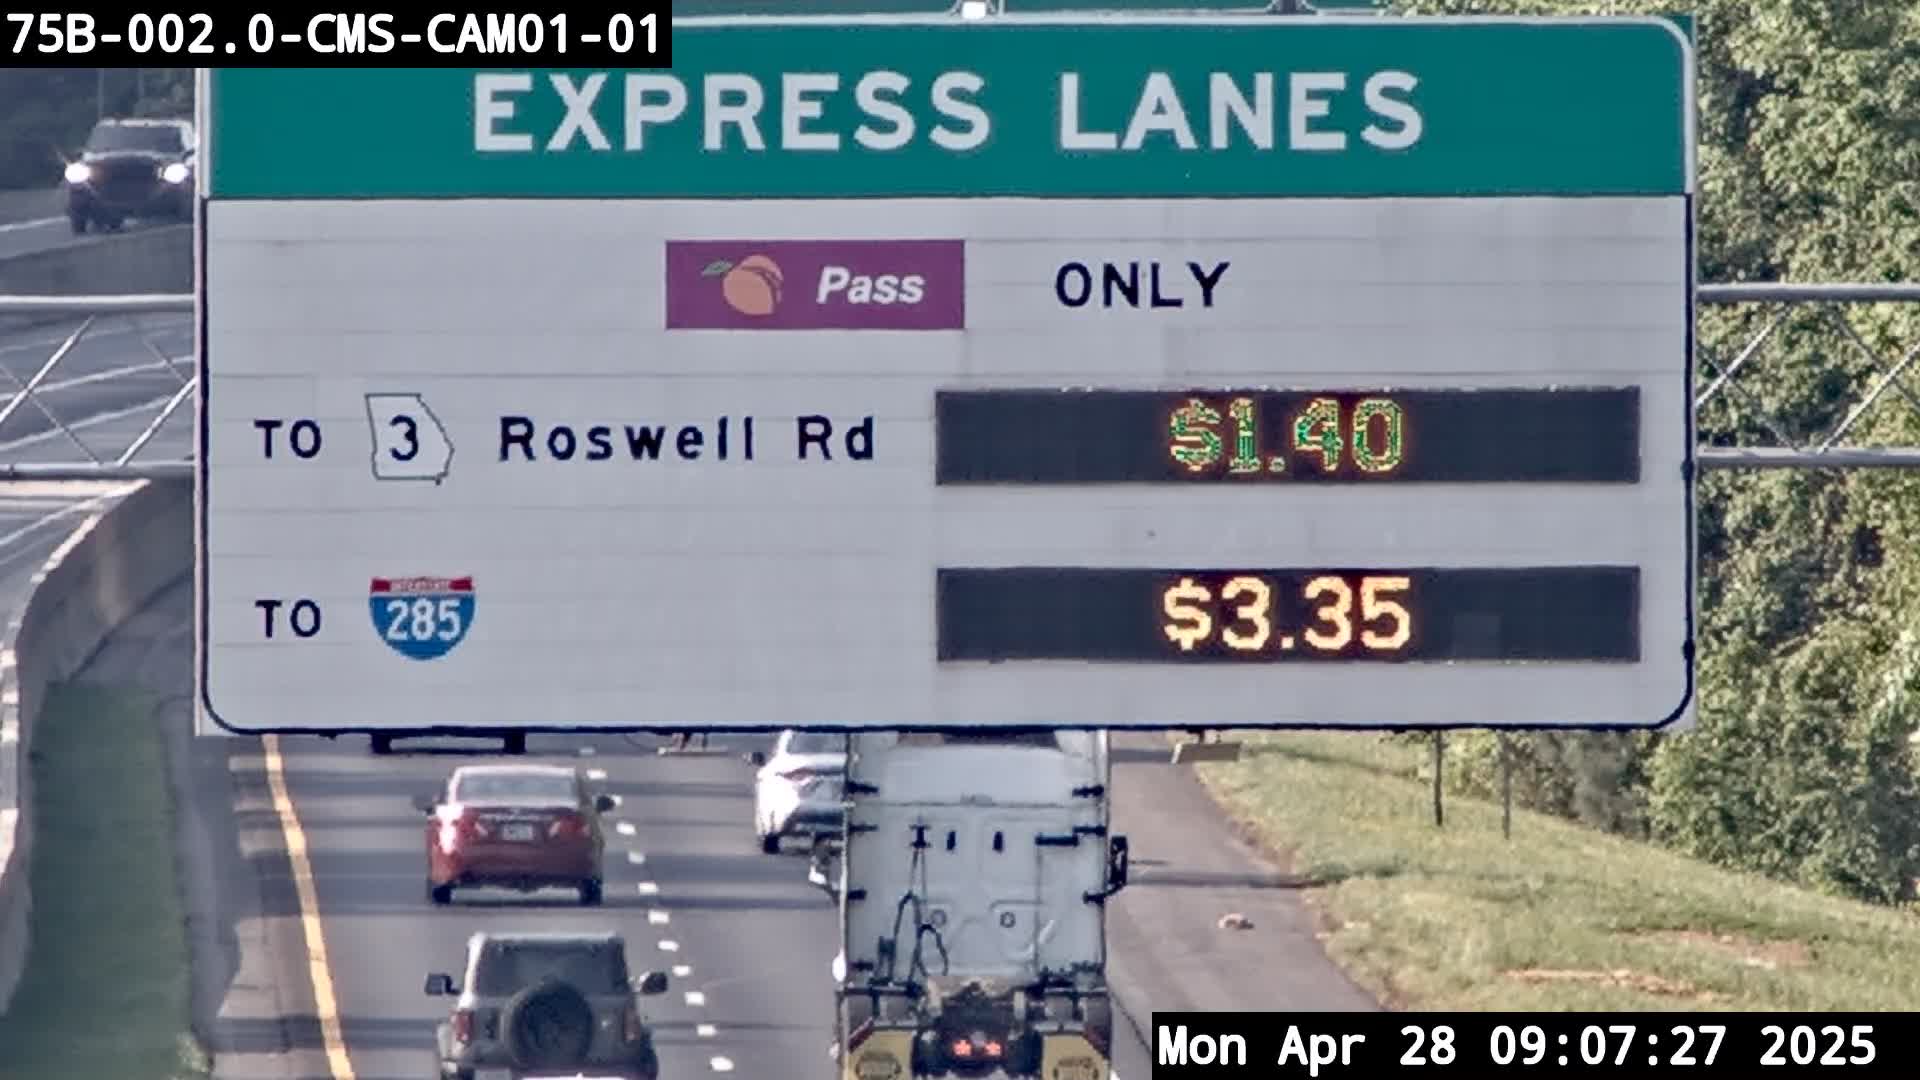 75B-002.0-CMS-CAM01-01
EXPRESS LANES
Pass ONLY
TO 3 Roswell Rd $1.40
TO INTERSTATE 285 $3.35
Mon Apr 28 09:07:27 2025